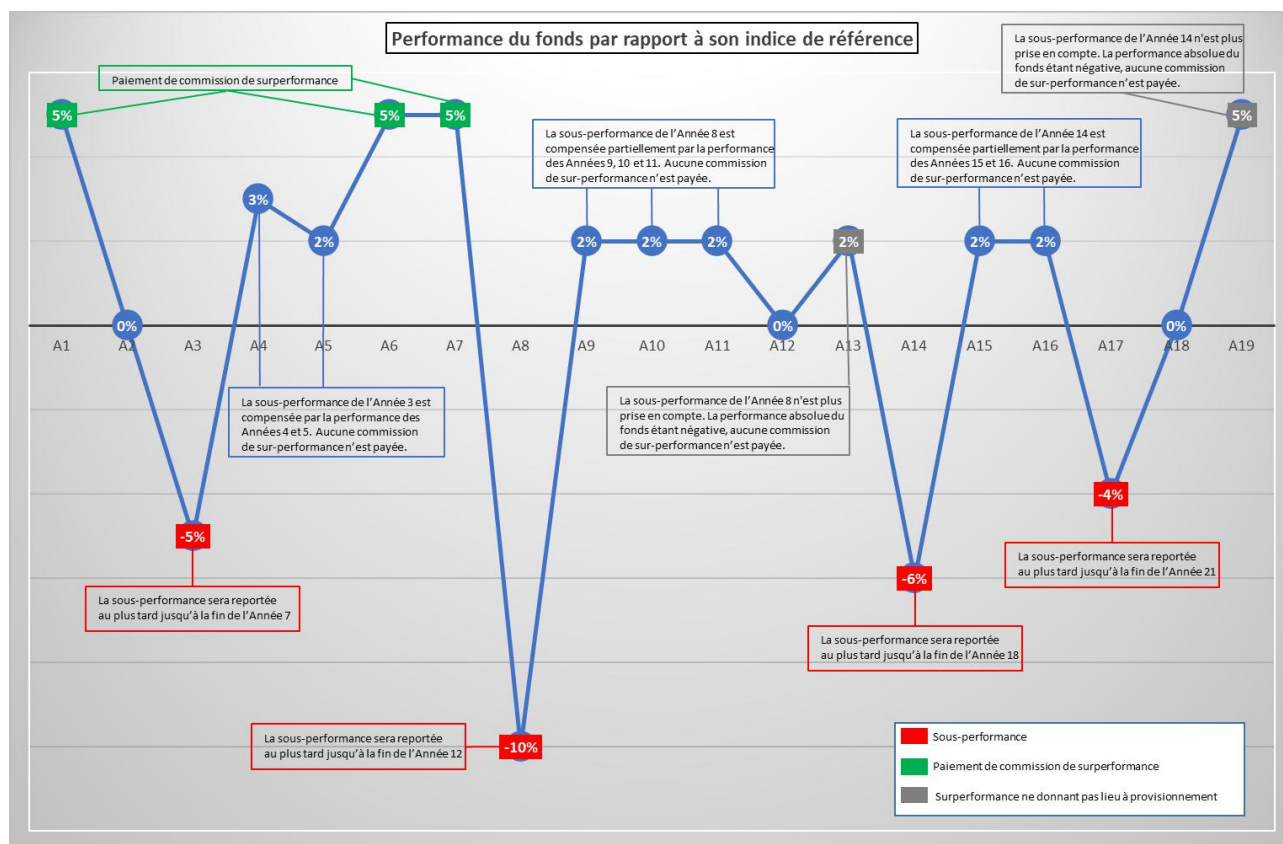 Performance du fonds par rapport à son indice de référence
La sous-performance de l'Année 14 n'est plus
prise en compte. La performance absolue du
fonds étant négative, aucune commission
de sur-performance n'est payée.
Paiement de commission de surperformance
5%
0%
-5%
3%
2%
5%
5%
-10%
2%
2%
2%
0%
2%
-6%
2%
2%
-4%
0%
5%
La sous-performance de l'Année 8 est
compensée partiellement par la performance
des Années 9, 10 et 11. Aucune commission
de sur-performance n'est payée.
La sous-performance de l'Année 14 est
compensée partiellement par la performance
des Années 15 et 16. Aucune commission
de sur-performance n'est payée.
A1
A2
A3
A4
A5
A6
A7
A8
A9
A10
A11
A12
A13
A14
A15
A16
A17
A18
A19
La sous-performance de l'Année 3 est
compensée par la performance des
Années 4 et 5. Aucune commission
de sur-performance n'est payée.
La sous-performance de l'Année 8 n'est plus
prise en compte. La performance absolue du
fonds étant négative, aucune commission
de sur-performance n'est payée.
La sous-performance sera reportée
au plus tard jusqu'à la fin de l'Année 7
La sous-performance sera reportée
au plus tard jusqu'à la fin de l'Année 21
La sous-performance sera reportée
au plus tard jusqu'à la fin de l'Année 18
La sous-performance sera reportée
au plus tard jusqu'à la fin de l'Année 12
Sous-performance
Paiement de commission de surperformance
Surperformance ne donnant pas lieu à provisionnement